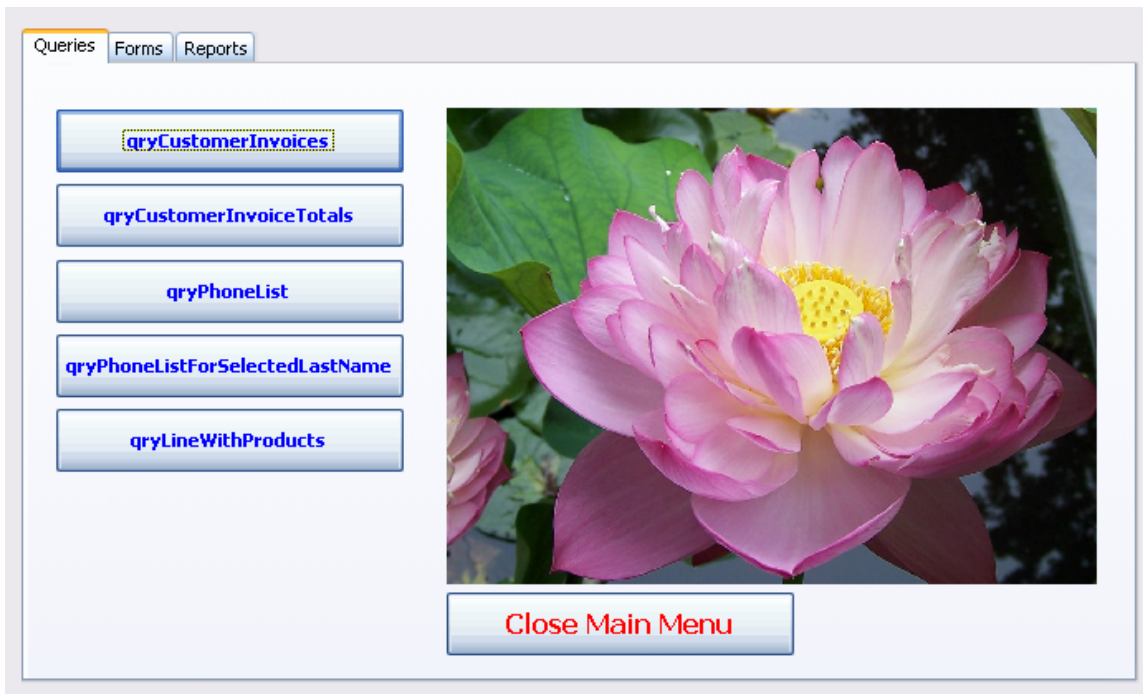 Queries Forms Reports
qryCustomerInvoices
qryCustomerInvoiceTotals
qryPhoneList
qryPhoneListForSelectedLastName
qryLineWithProducts
Close Main Menu